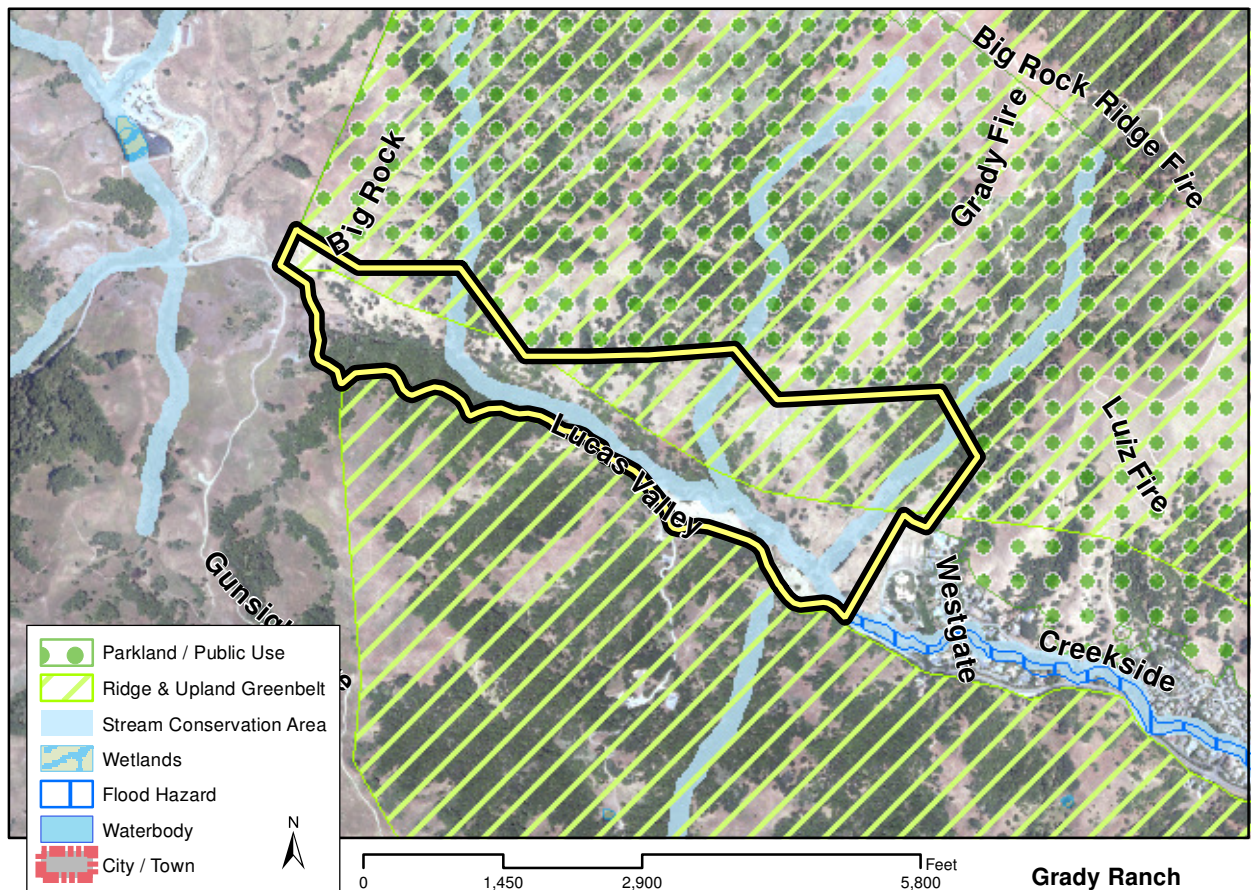 Big Rock Ridge Fire
Grady Fire
Big Rock
Luiz Fire
Lucas Valley
Westgate
Creekside
Parkland / Public Use
Ridge & Upland Greenbelt
Stream Conservation Area
Wetlands
Flood Hazard
Waterbody
City / Town
N
Feet
0 1,450 2,900 5,800
Grady Ranch